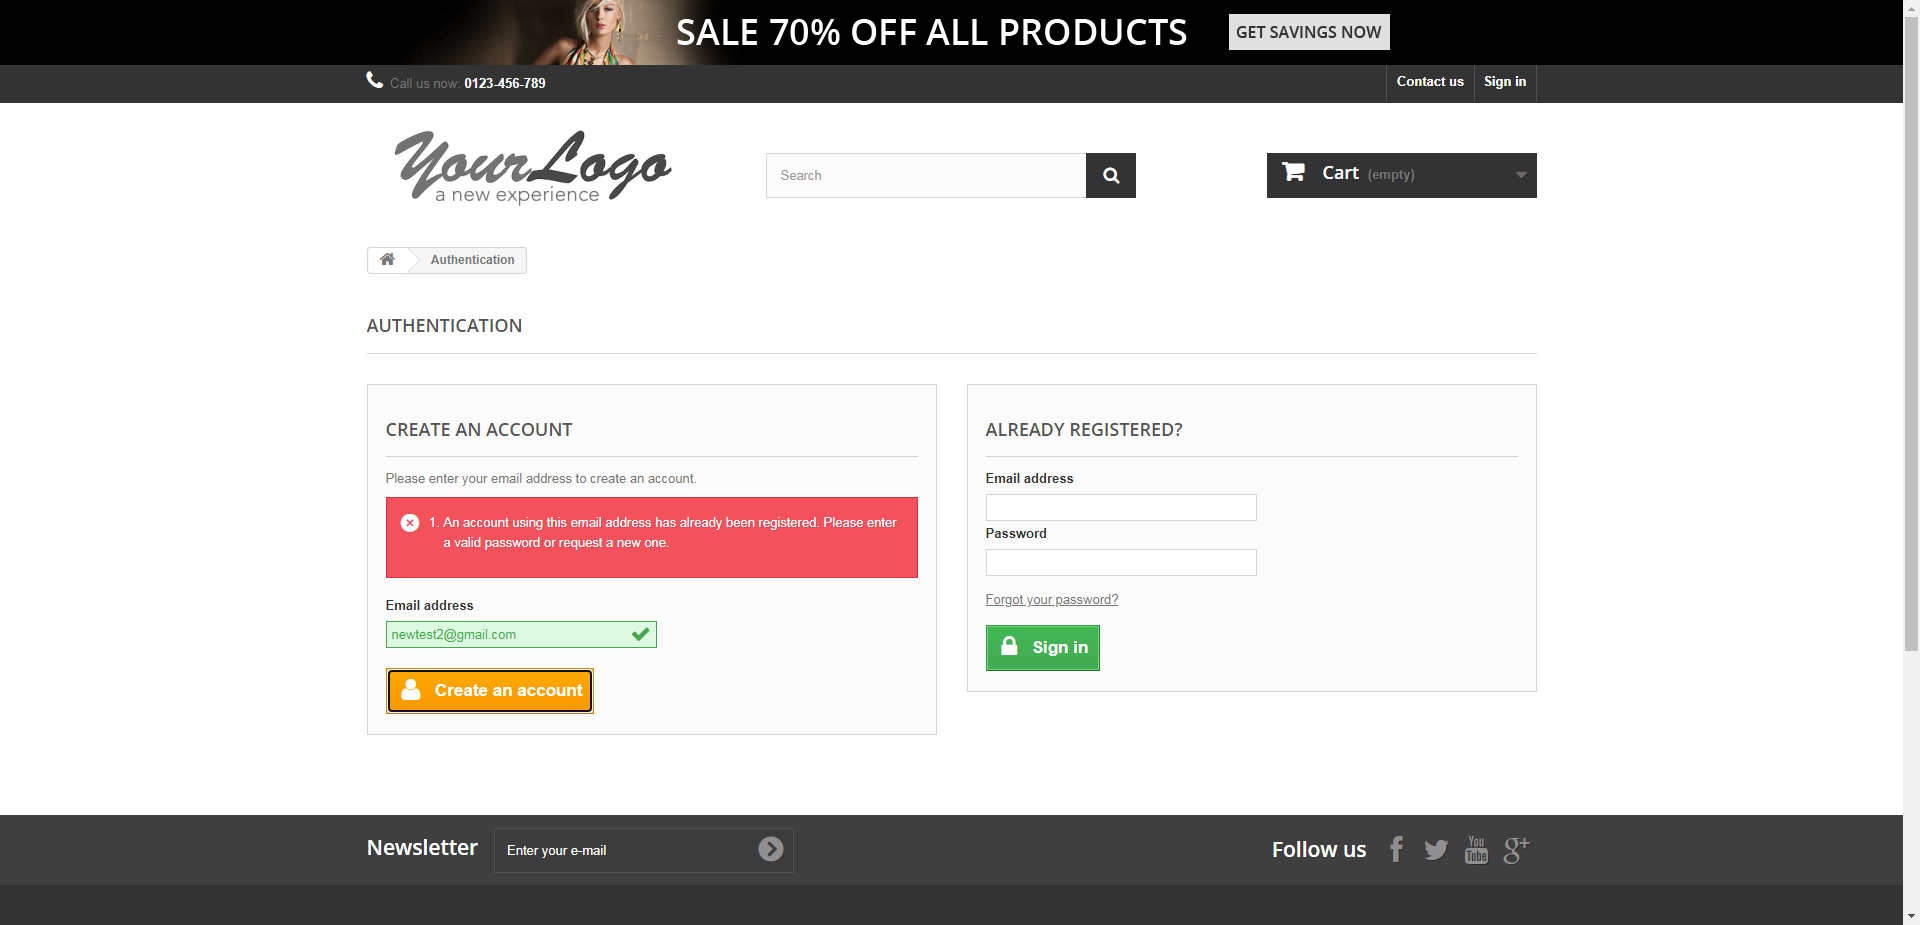 SALE 70% OFF ALL PRODUCTS
GET SAVINGS NOW
Call us now: 0123-456-789
Contact us
Sign in
YourLogo
a new experience
Search
Cart (empty)
Authentication
AUTHENTICATION
CREATE AN ACCOUNT
Please enter your email address to create an account.
1. An account using this email address has already been registered. Please enter
a valid password or request a new one.
Email address
newtest2@gmail.com
Create an account
ALREADY REGISTERED?
Email address
Password
Forgot your password?
Sign in
Newsletter
Enter your e-mail
Follow us
You
Tube
g+